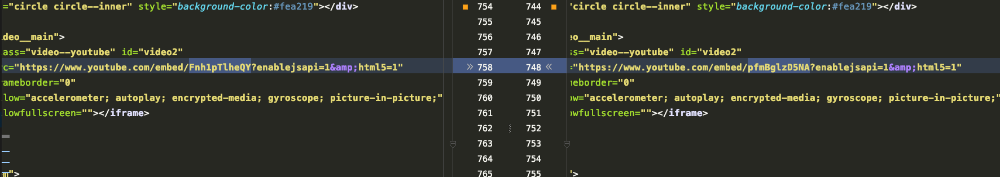 ="circle circle--inner" style="background-color:#fea219"></div> 754 744 "circle circle--inner" style="background-color:#fea219"></div>
755 745
deo__main"> 756 746 eo__main">
ass="video--youtube" id="video2" 757 747 s="video--youtube" id="video2"
rc="https://www.youtube.com/embed/Fnh1pTlheQY?enablejsapi=1&amp;html5=1" » 758 748 « ="https://www.youtube.com/embed/pfmBglzD5NA?enablejsapi=1&amp;html5=1"
ameborder="0" 759 749 meborder="0"
low="accelerometer; autoplay; encrypted-media; gyroscope; picture-in-picture;" 760 750 ow="accelerometer; autoplay; encrypted-media; gyroscope; picture-in-picture;"
lowfullscreen=""></iframe> 761 751 owfullscreen=""></iframe>
762 752
763 753
764 754
"> 765 755 ">